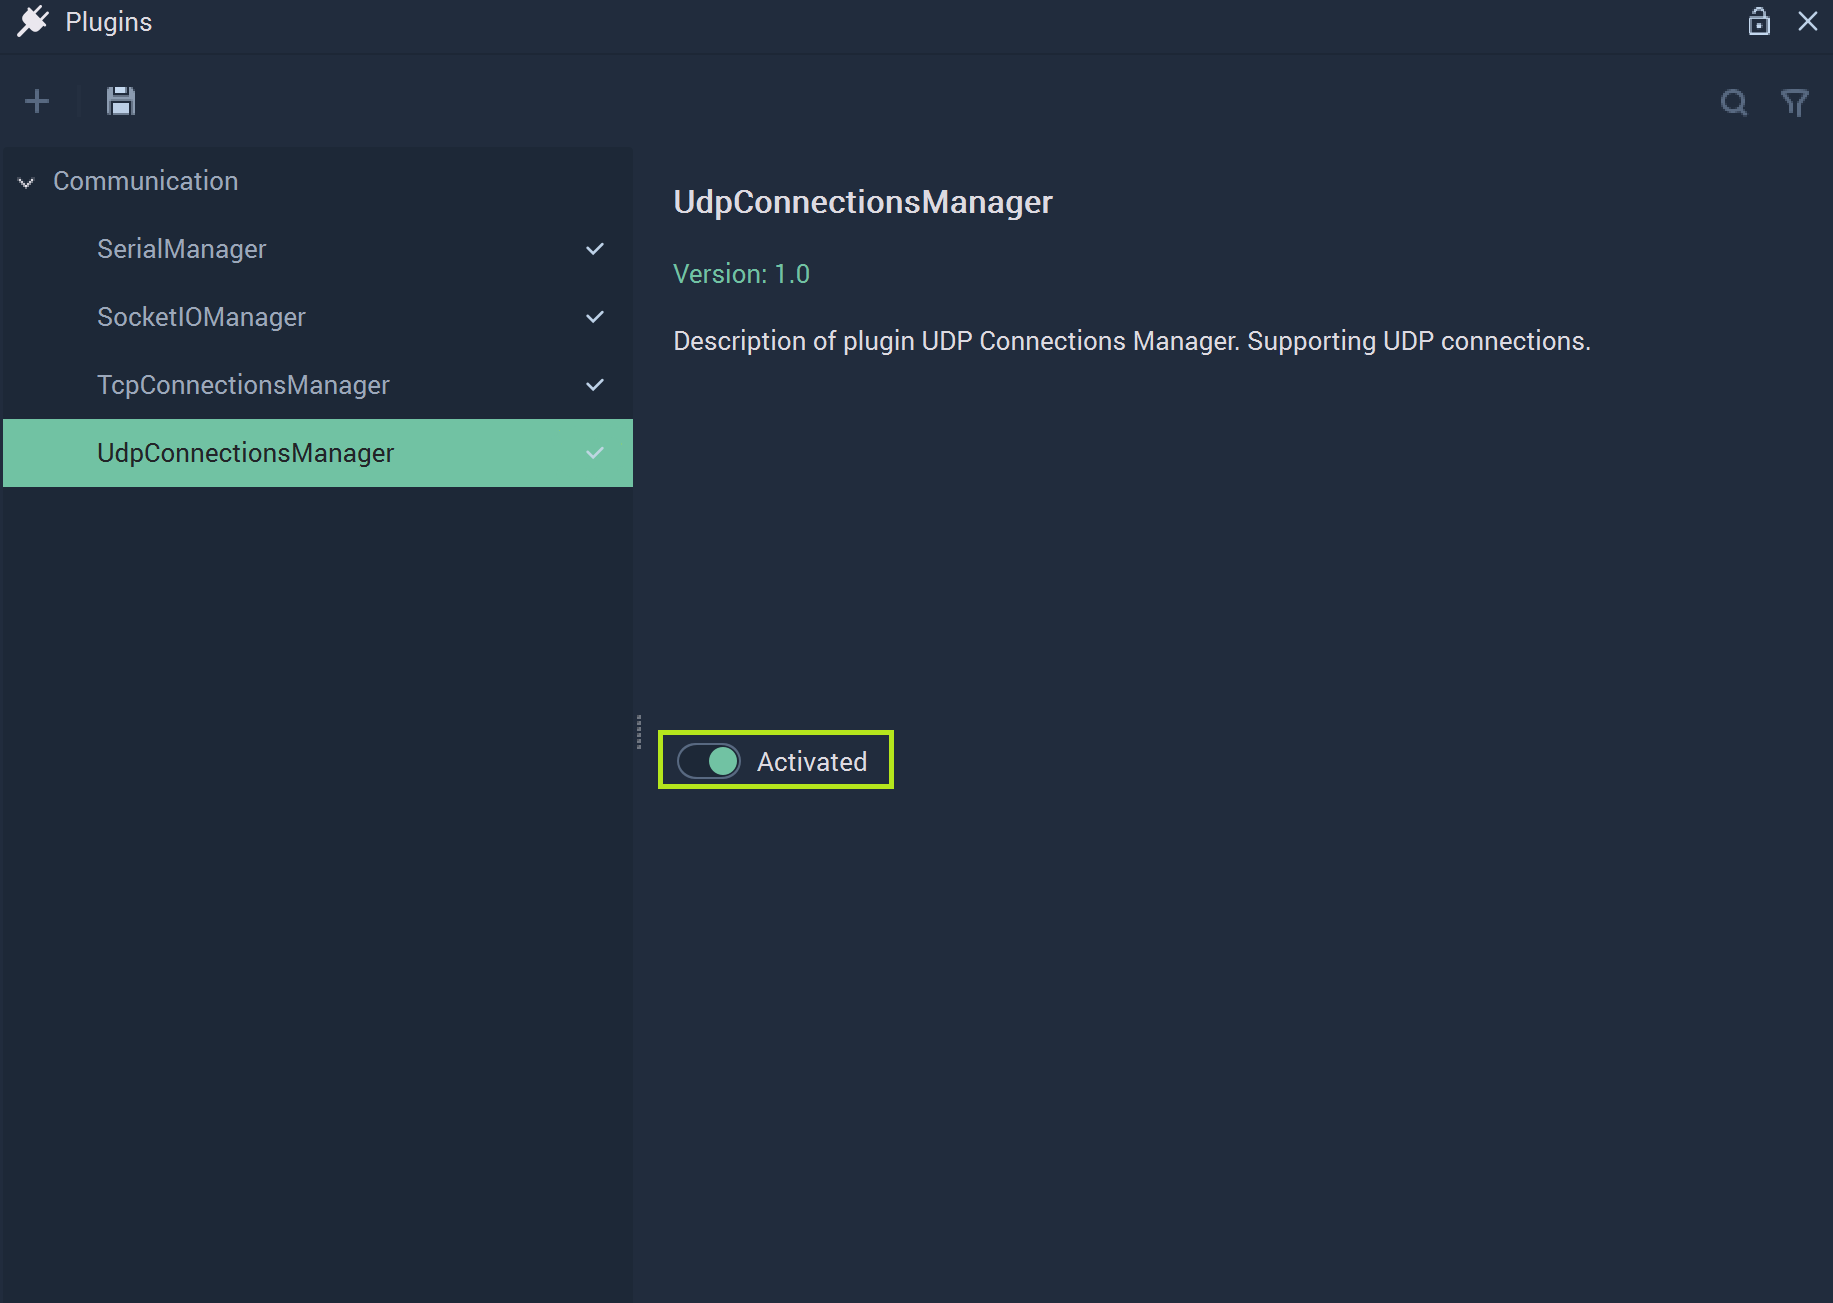 Plugins
Communication
SerialManager
SocketIOManager
TcpConnectionsManager
UdpConnectionsManager
UdpConnectionsManager
Version: 1.0
Description of plugin UDP Connections Manager. Supporting UDP connections.
Activated